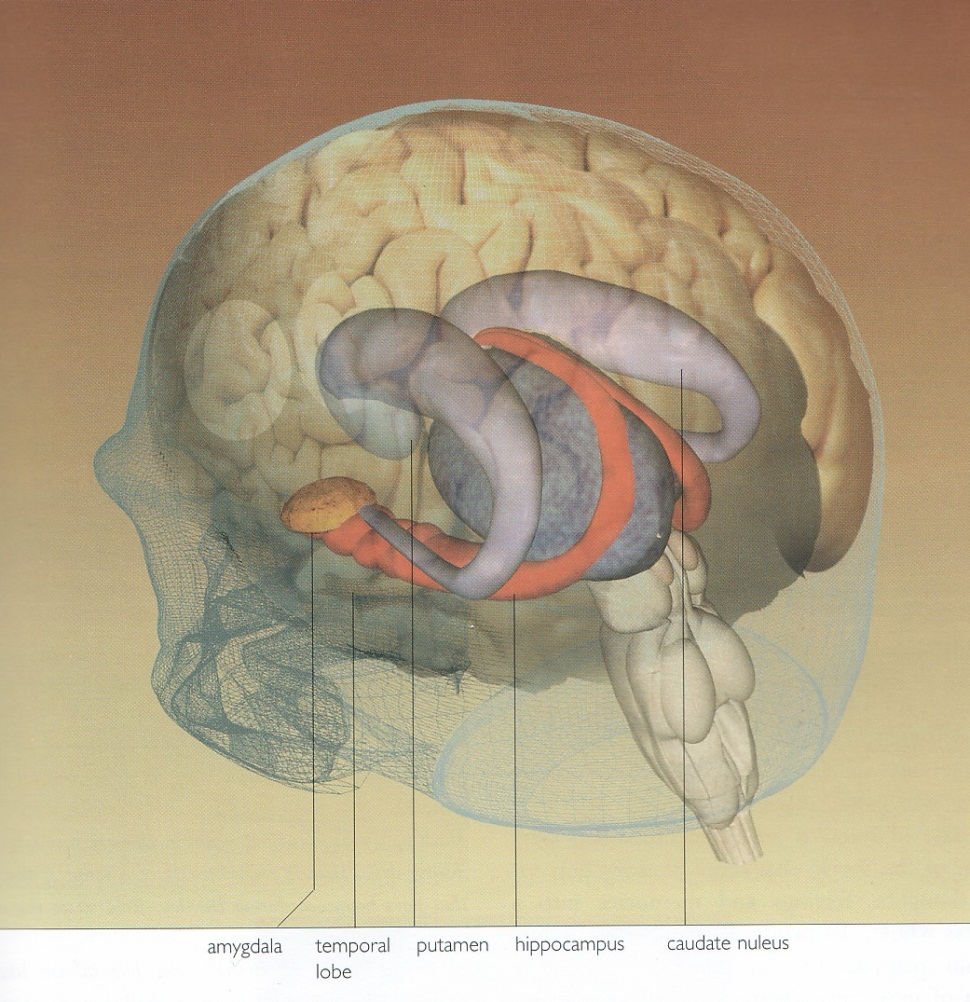 amygdala
temporal
lobe
putamen
hippocampus
caudate nuleus